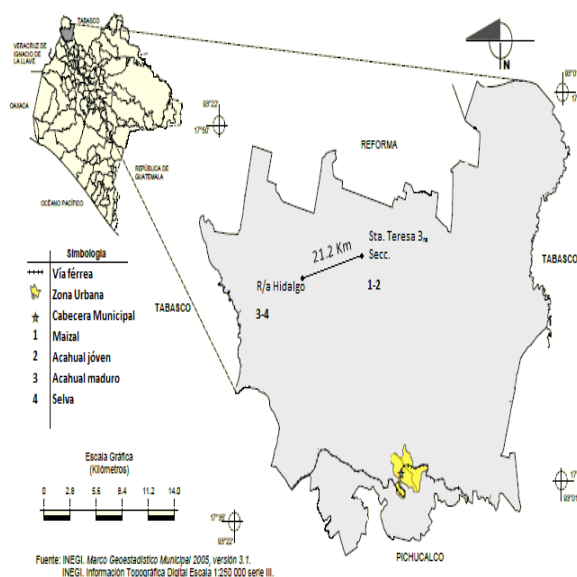 TABASCO
VERACRUZ DE
IGNACIO DE
LA LLAVE
OAXACA
REPÚBLICA DE
GUATEMALA
OCÉANO PACÍFICO
N
93°22'
17°50'
93°0
17°
REFORMA
TABASCO
TABASCO
21.2 Km
Sta. Teresa 3ra
Secc.
1-2
R/a Hidalgo
3-4
Simbología
Vía férrea
Zona Urbana
Cabecera Municipal
1 Maizal
2 Acahual jóven
3 Acahual maduro
4 Selva
Escala Gráfica
(Kilómetros)
0 2.8 5.6 8.4 11.2 14.0
93°22'
17°
93°01
PICHUCALCO
Fuente: INEGI. Marco Geoestadístico Municipal 2005, versión 3.1.
INEGI. Información Topográfica Digital Escala 1:250 000 serie III.